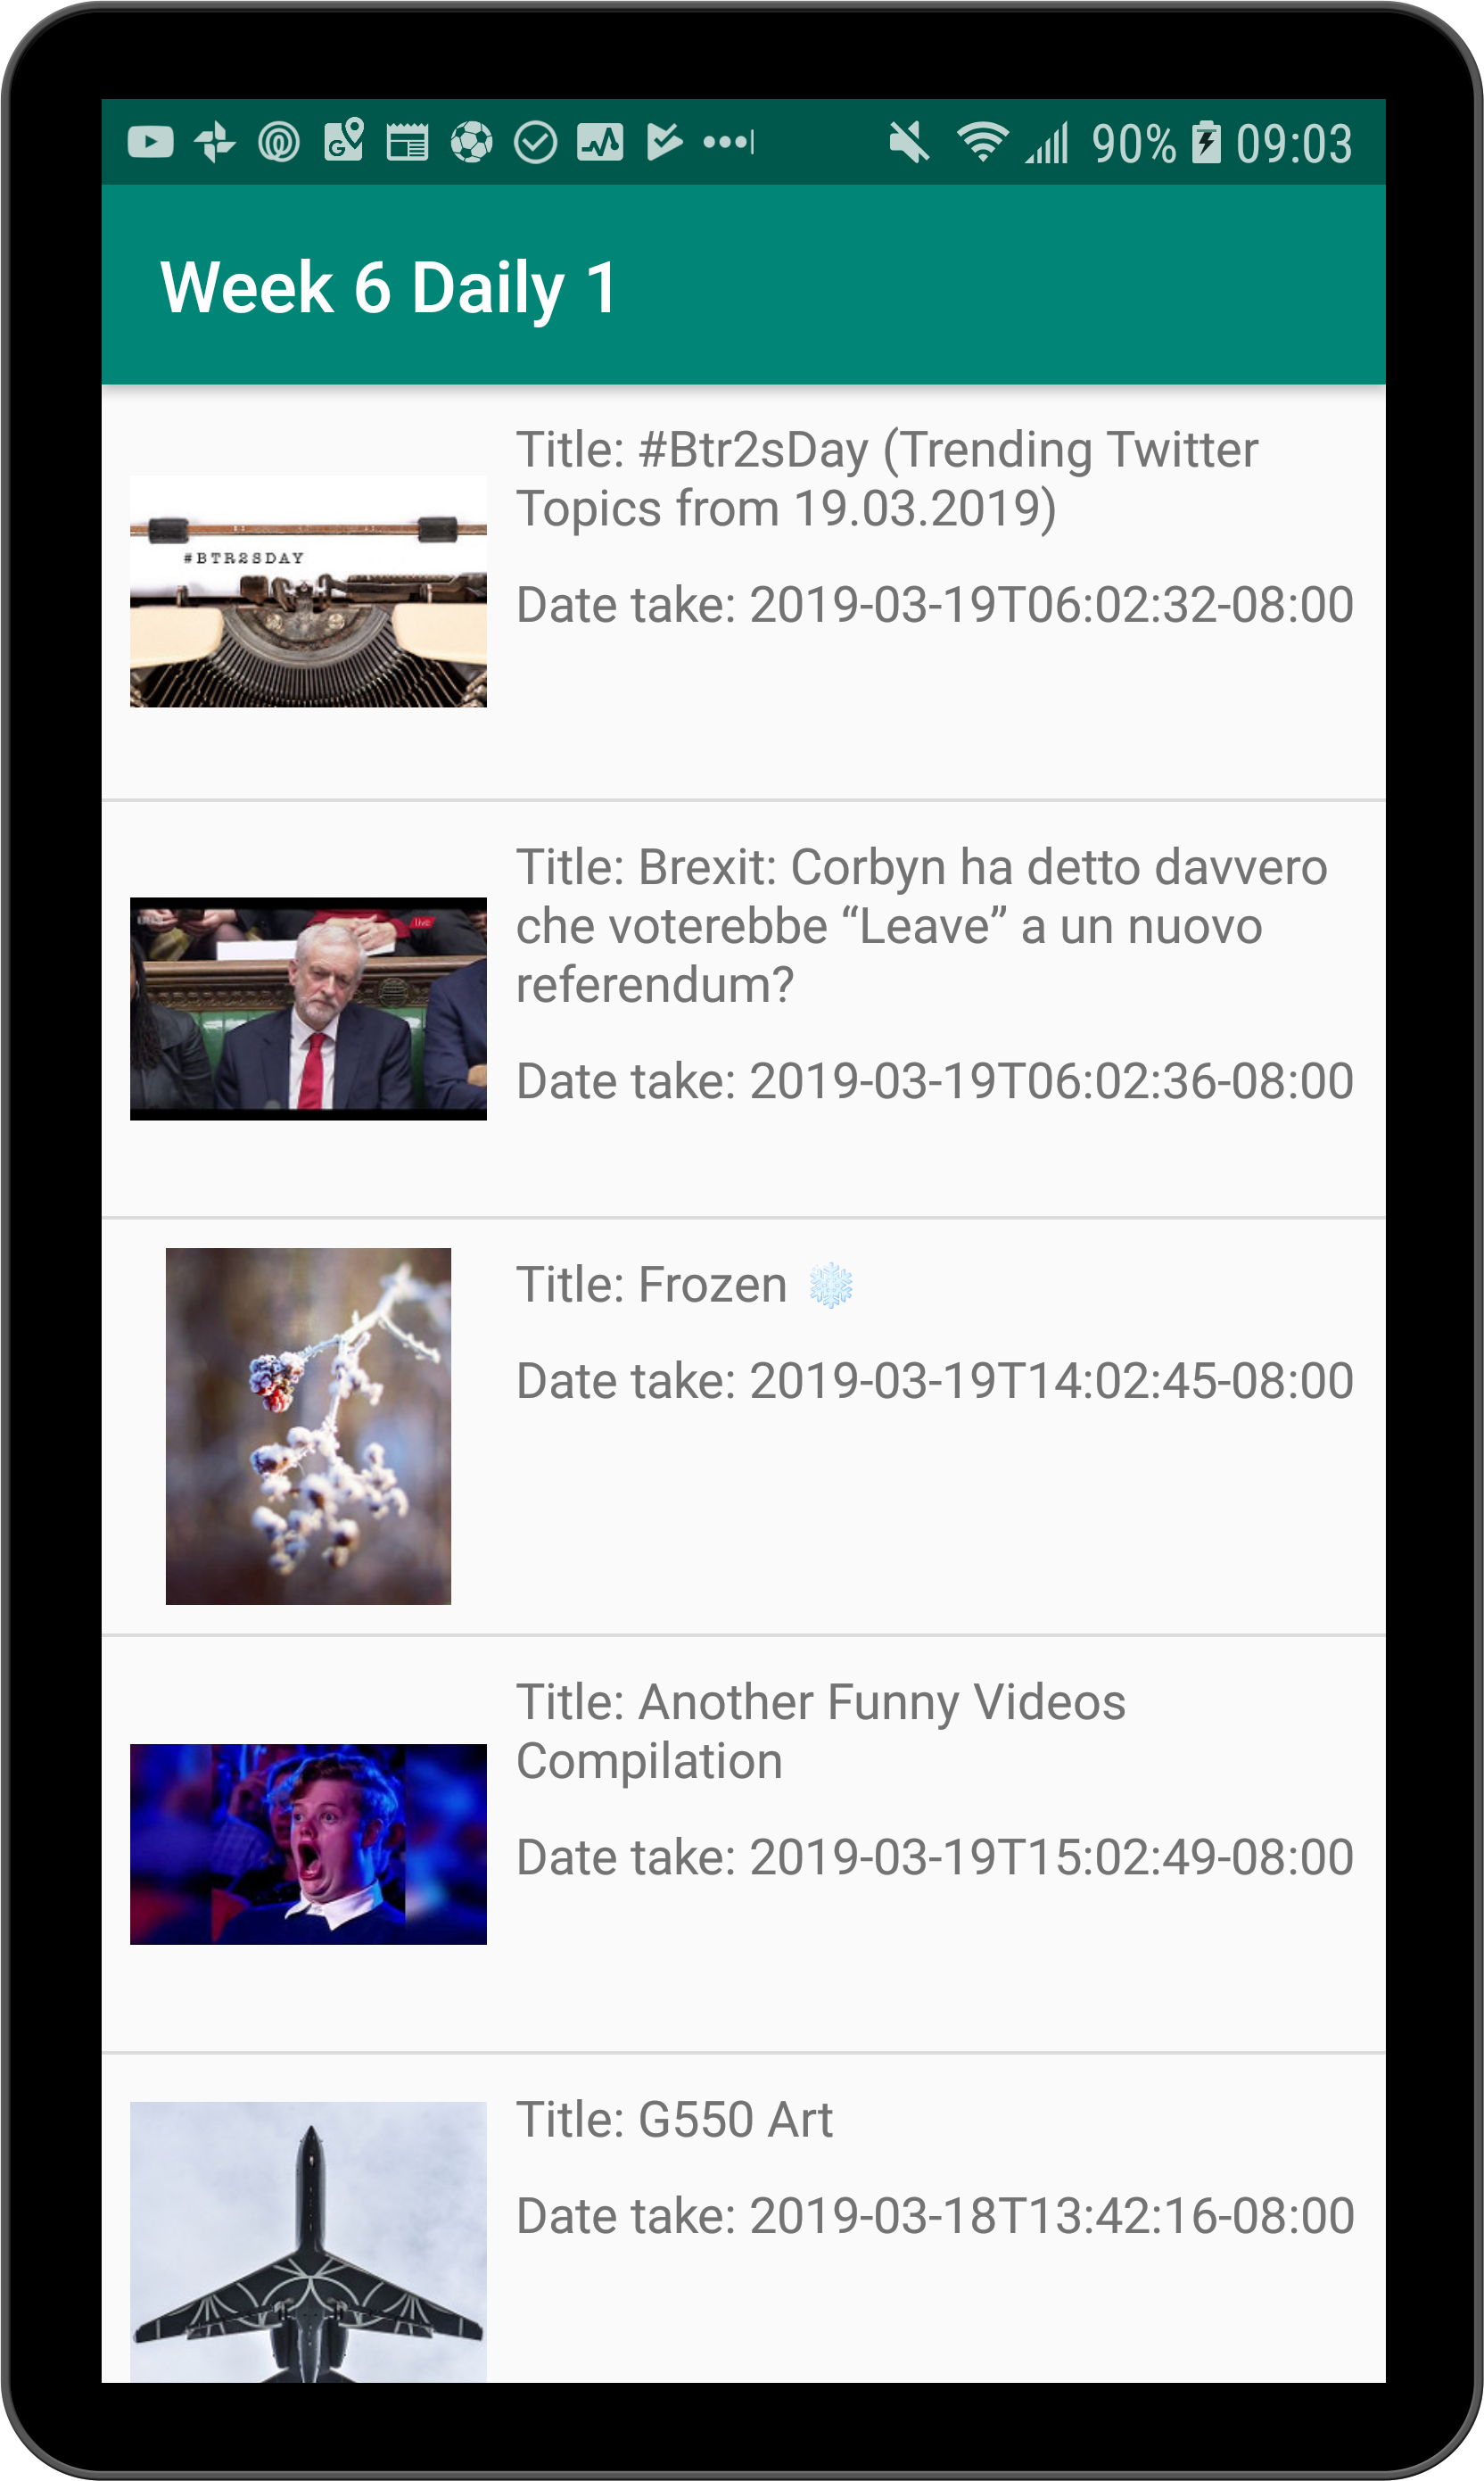 90% 09:03
Week 6 Daily 1
Title: #Btr2sDay (Trending Twitter
Topics from 19.03.2019)
#BTR2SDAY
Date take: 2019-03-19T06:02:32-08:00
Title: Brexit: Corbyn ha detto davvero
che voterebbe “Leave” a un nuovo
referendum?
Date take: 2019-03-19T06:02:36-08:00
Title: Frozen ❄️
Date take: 2019-03-19T14:02:45-08:00
Title: Another Funny Videos
Compilation
Date take: 2019-03-19T15:02:49-08:00
Title: G550 Art
Date take: 2019-03-18T13:42:16-08:00